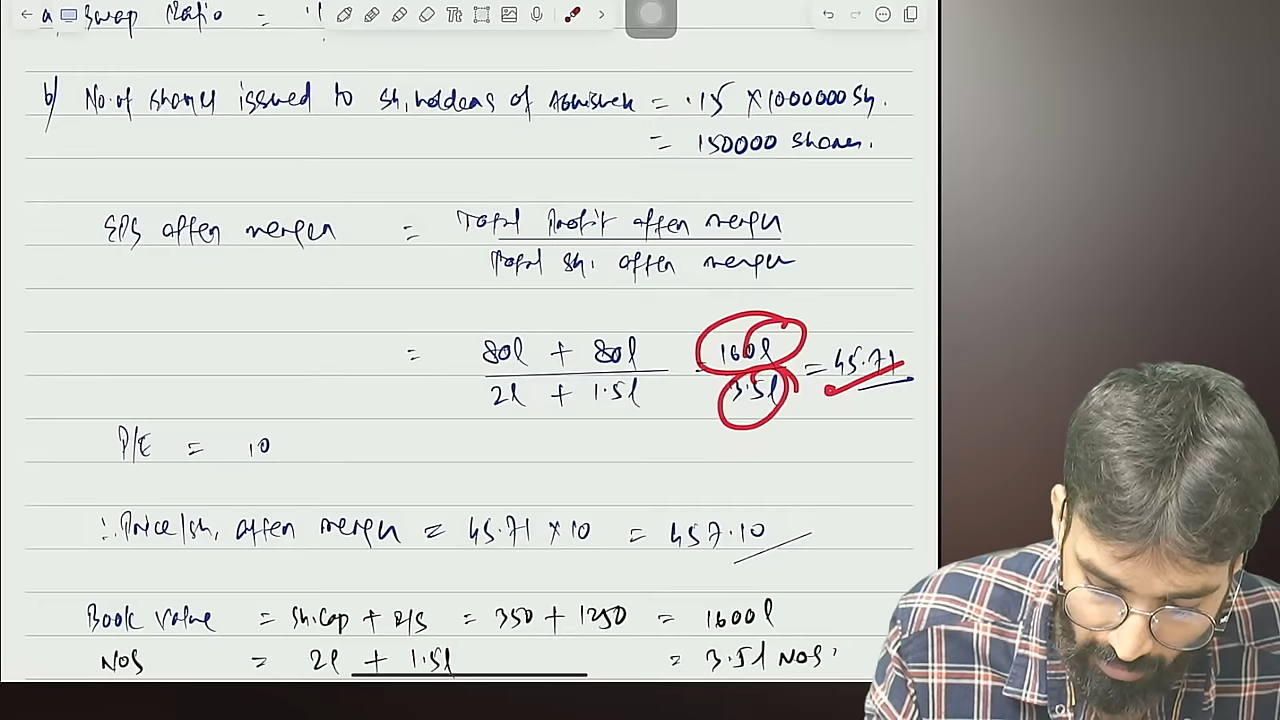 a, Swap Ratio =
b) No. of shares issued to sh. holders of Abhishek = .15 × 1000000 Sh.
= 150000 shares.
EPS after merger = Total Profit after merger
Total sh. after merger
= 80l + 80l 160l
2l + 1.5l 3.5l = 45.71
P/E = 10
∴ Price/sh. after merger = 45.71 × 10 = 457.10
Book value = Sh. Cap + R/S = 350 + 1250 = 1600l
NOS = 2l + 1.5l = 3.5l NOS.